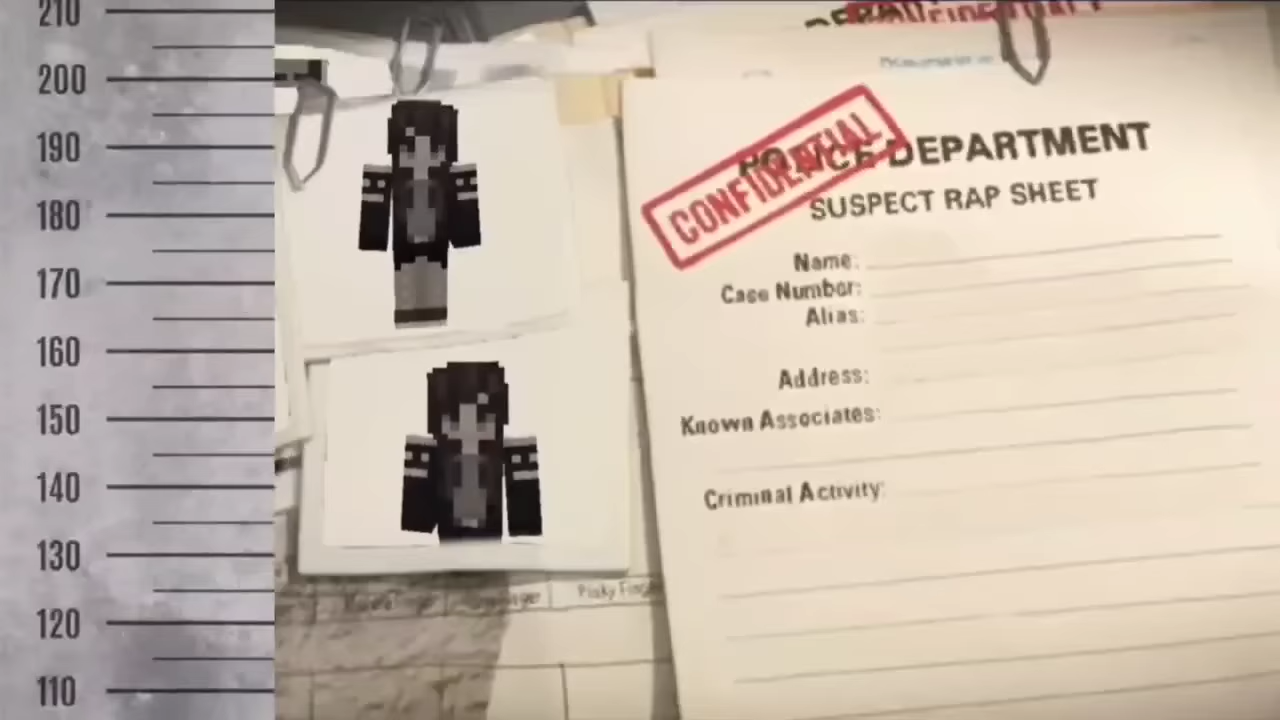 210
200
190
180
170
160
150
140
130
120
110
CONFIDENTIAL
POLICE DEPARTMENT
SUSPECT RAP SHEET
Name:
Case Number:
Alias:
Address:
Known Associates:
Criminal Activity: